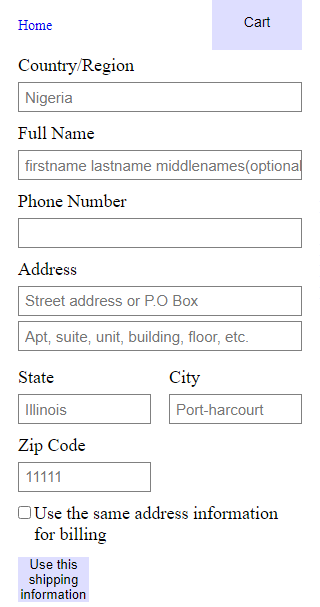 Home
Cart
Country/Region
Nigeria
Full Name
firstname lastname middlenames(optional
Phone Number
Address
Street address or P.O Box
Apt, suite, unit, building, floor, etc.
State
City
Illinois
Port-harcourt
Zip Code
11111
Use the same address information
for billing
Use this
shipping
information